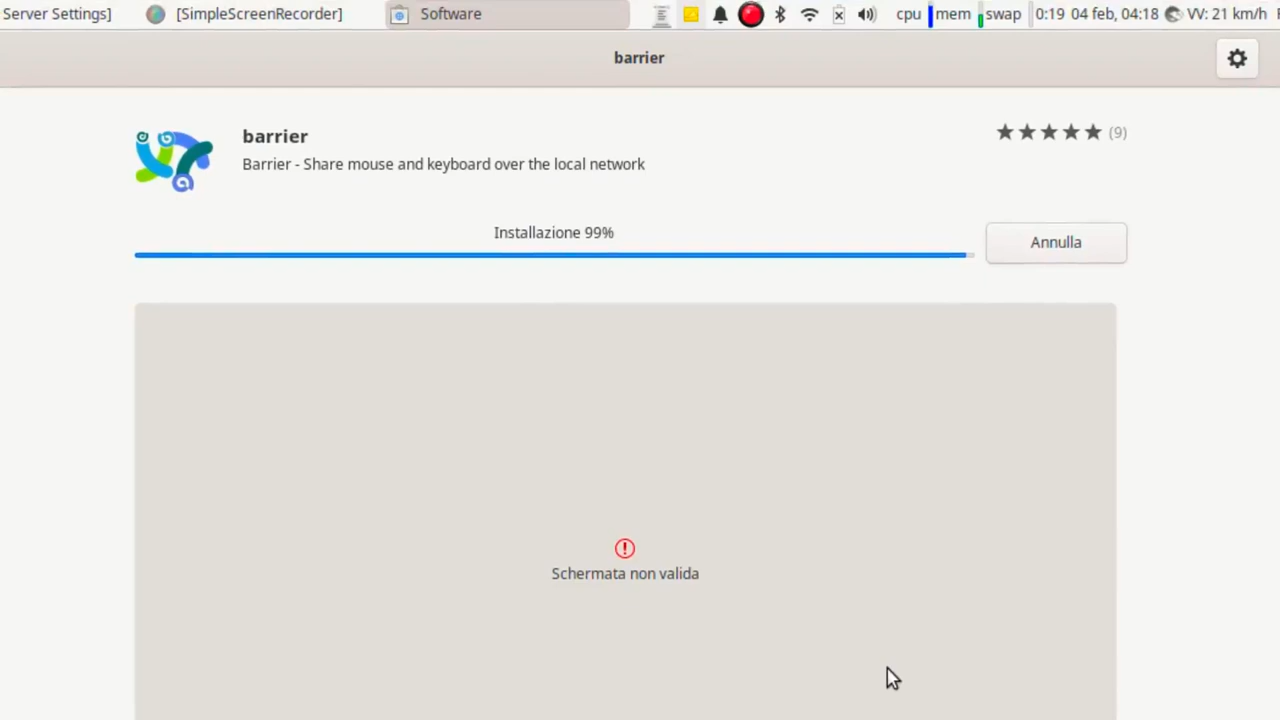 Server Settings] [SimpleScreenRecorder] Software cpu mem swap 0:19 04 feb, 04:18 VV: 21 km/h
barrier
barrier
(9)
Barrier - Share mouse and keyboard over the local network
Installazione 99%
Annulla
Schermata non valida